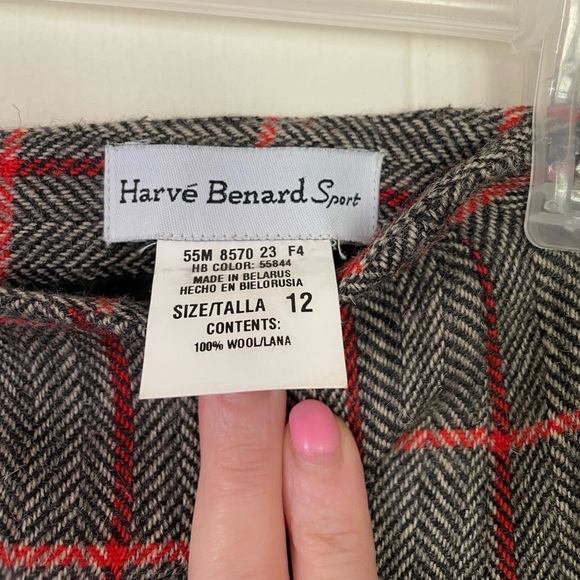 Harvé Benard Sport
55M 8570 23 F4
HB COLOR: 55844
MADE IN BELARUS
HECHO EN BIELORUSIA
SIZE/TALLA 12
CONTENTS:
100% WOOL/LANA